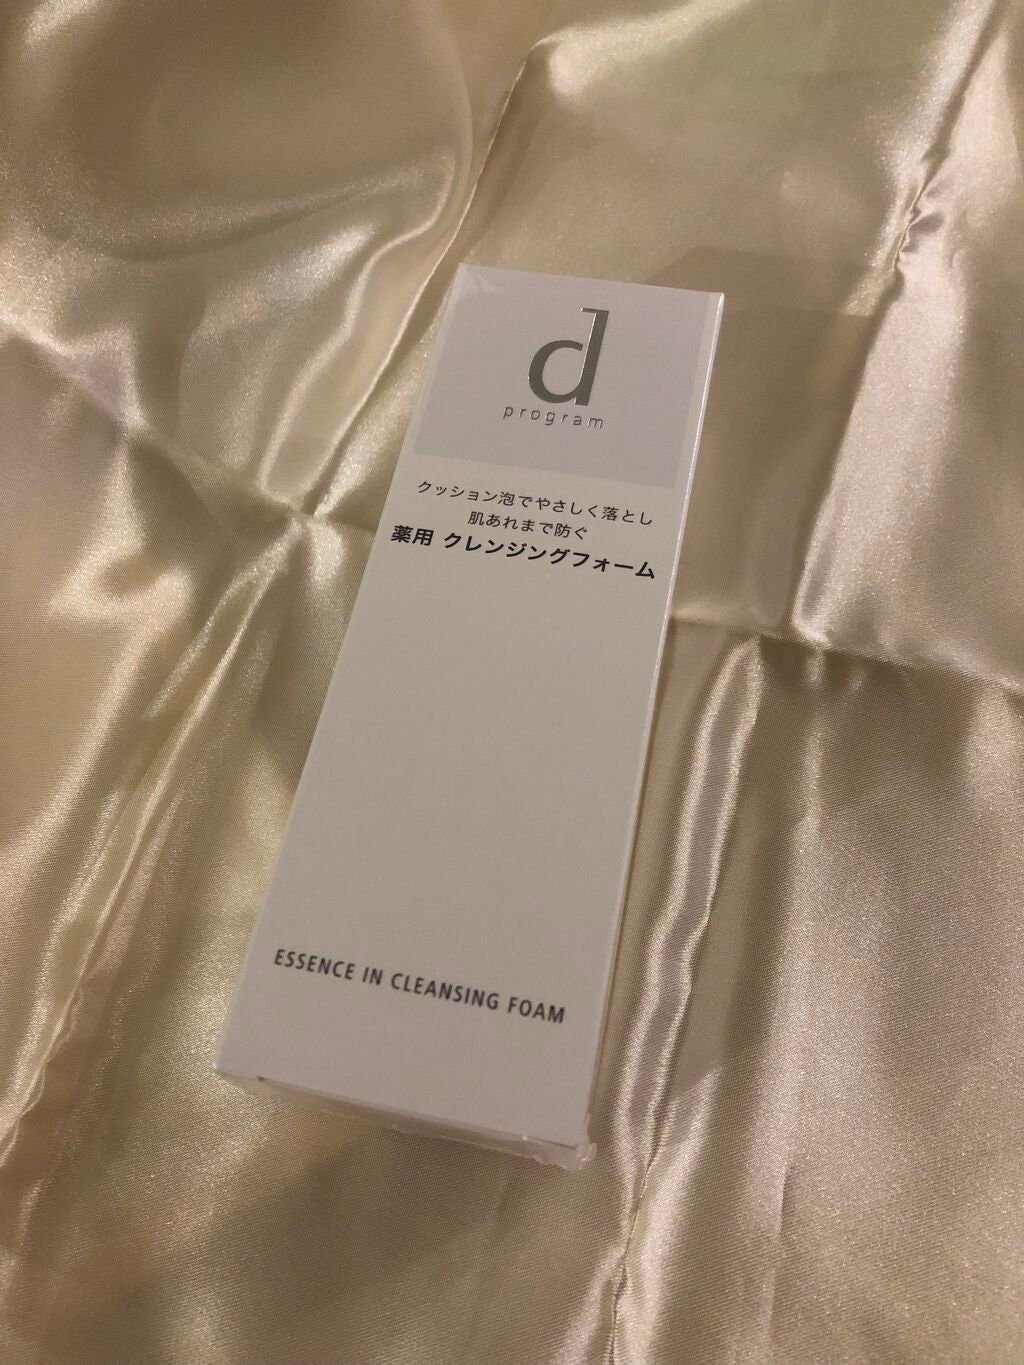 d
program
クッション泡でやさしく落とし
肌あれまで防ぐ
薬用 クレンジングフォーム
ESSENCE IN CLEANSING FOAM